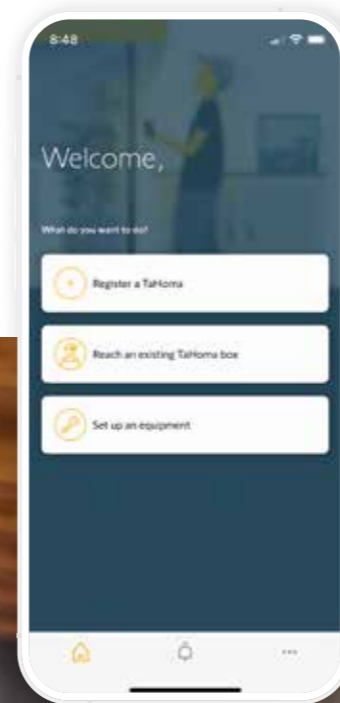 8:48
Welcome,
What do you want to do?
Register a TaHoma
Reach an existing TaHoma box
Set up an equipment